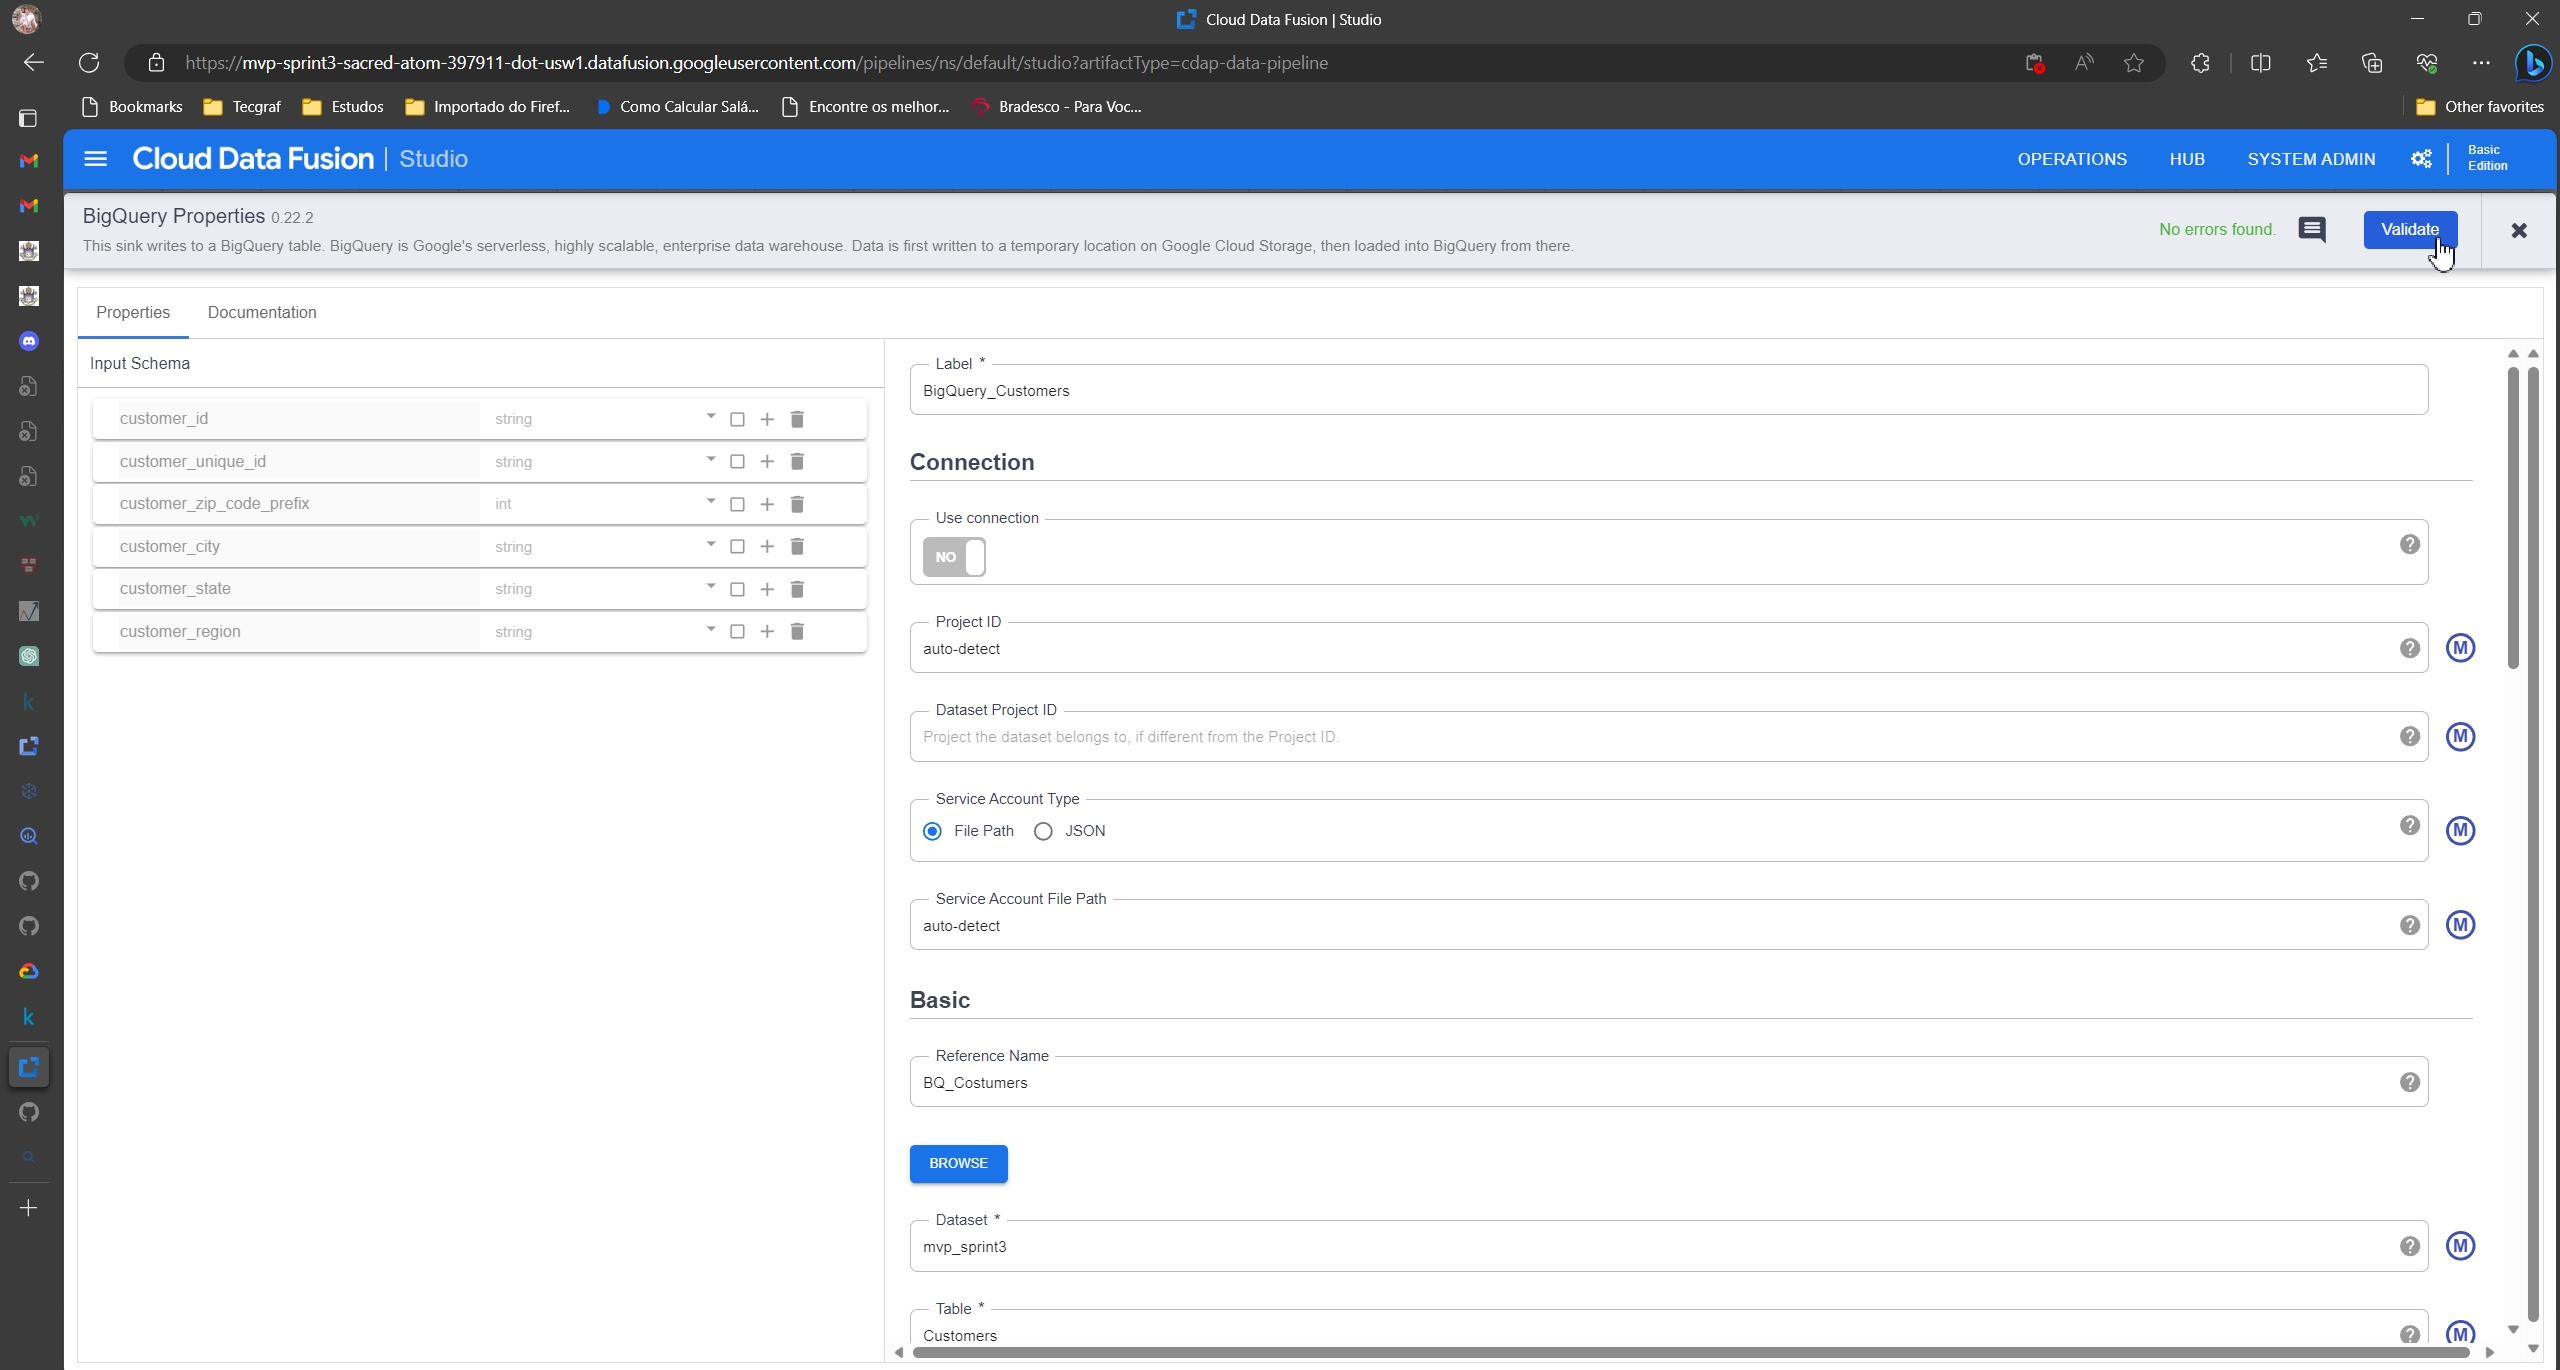 Cloud Data Fusion | Studio
https://mvp-sprint3-sacred-atom-397911-dot-usw1.datafusion.googleusercontent.com/pipelines/ns/default/studio?artifactType=cdap-data-pipeline
Bookmarks Tecgraf Estudos Importado do Firef... Como Calcular Salá... Encontre os melhor... Bradesco - Para Voc... Other favorites
Cloud Data Fusion | Studio OPERATIONS HUB SYSTEM ADMIN Basic Edition
BigQuery Properties 0.22.2
This sink writes to a BigQuery table. BigQuery is Google's serverless, highly scalable, enterprise data warehouse. Data is first written to a temporary location on Google Cloud Storage, then loaded into BigQuery from there.
No errors found. Validate
Properties Documentation
Input Schema
customer_id string
customer_unique_id string
customer_zip_code_prefix int
customer_city string
customer_state string
customer_region string
Label *
BigQuery_Customers
Connection
Use connection
NO
Project ID
auto-detect
M
Dataset Project ID
Project the dataset belongs to, if different from the Project ID.
M
Service Account Type
File Path JSON
M
Service Account File Path
auto-detect
M
Basic
Reference Name
BQ_Costumers
BROWSE
Dataset *
mvp_sprint3
M
Table *
Customers
M